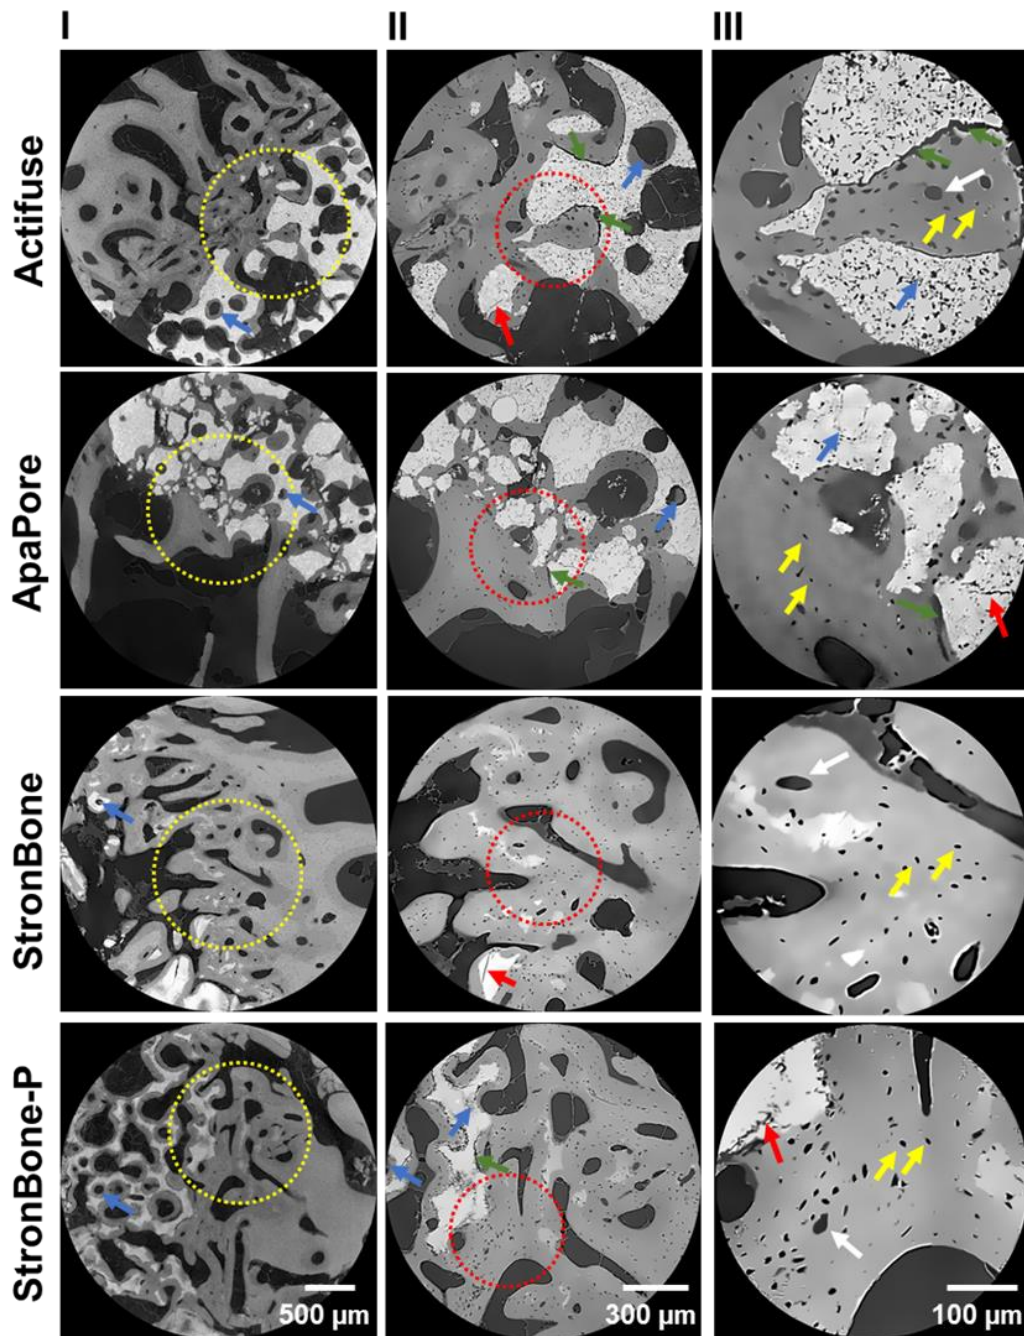 I II III
Actifuse
ApaPore
StronBone
StronBone-P
500 µm 300 µm 100 µm